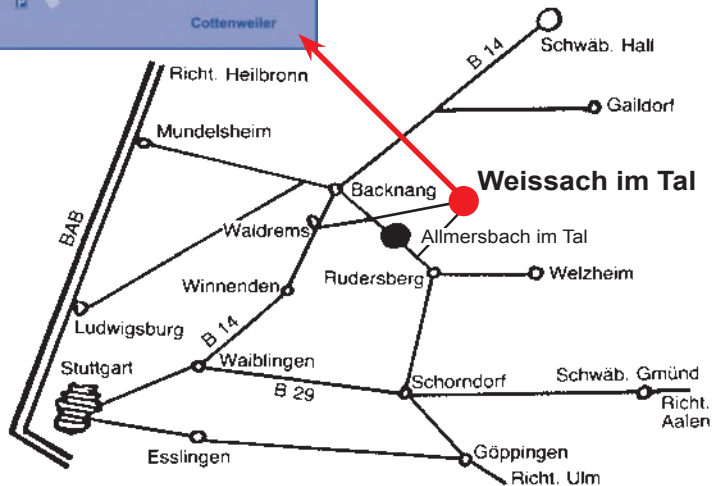 P
Cottenweiler
B 14
Schwäb. Hall
Richt. Heilbronn
Gaildorf
Mundelsheim
Backnang
Weissach im Tal
Waldrems
Allmersbach im Tal
BAB
Winnenden
Rudersberg
Welzheim
Ludwigsburg
B 14
Stuttgart
Waiblingen
B 29
Schorndorf
Schwäb. Gmünd
Richt.
Aalen
Esslingen
Göppingen
Richt. Ulm